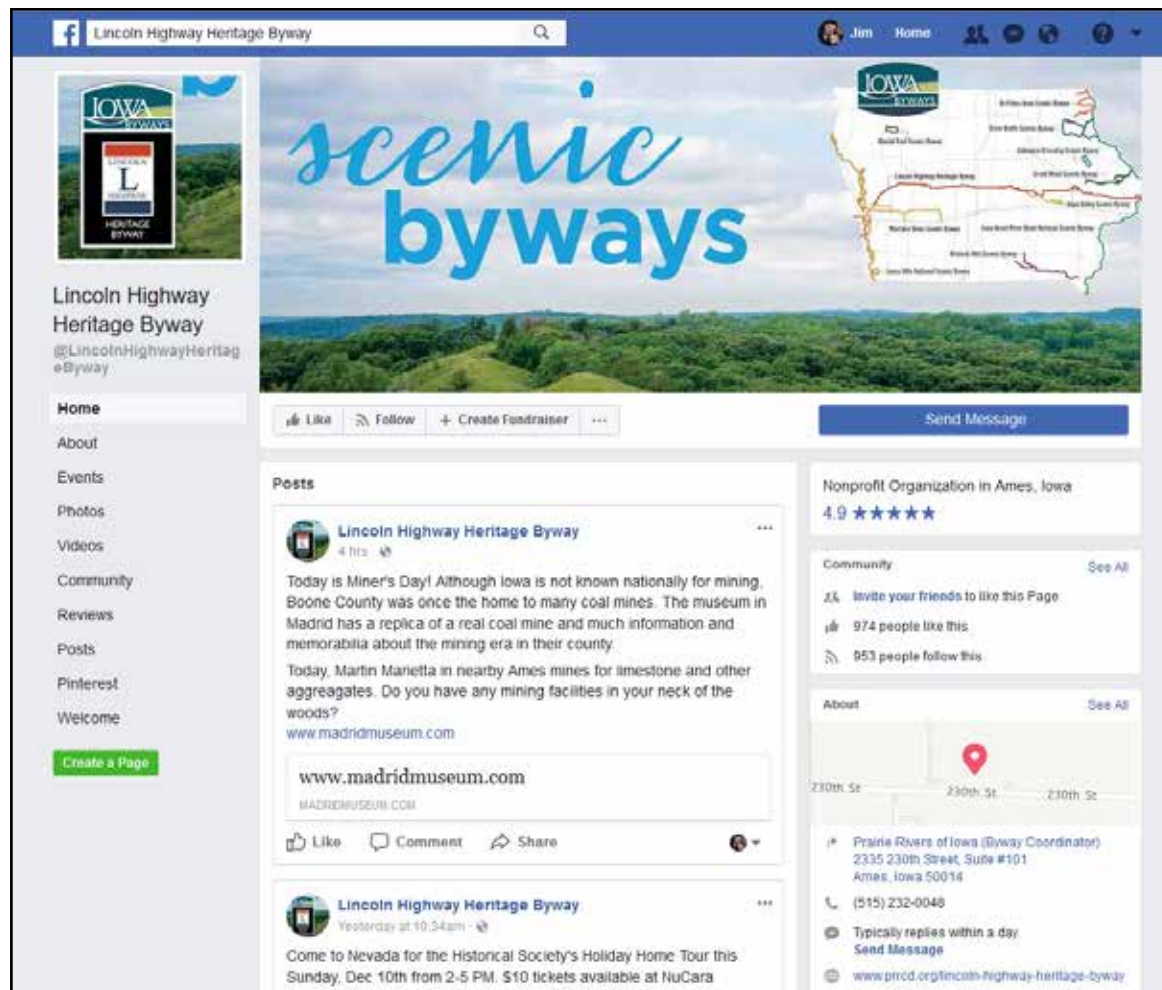 Lincoln Highway Heritage Byway
Jim Home
IOWA
BYWAYS
LINCOLN
L
HIGHWAY
HERITAGE
BYWAY
scenic
byways
IOWA
BYWAYS
Lincoln Highway Heritage Byway
Lincoln Highway
Heritage Byway
@LincolnHighwayHeritag
eByway
Home
About
Events
Photos
Videos
Community
Reviews
Posts
Pinterest
Welcome
Create a Page
Like Follow + Create Fundraiser ...
Send Message
Posts
Lincoln Highway Heritage Byway
4 hrs
Today is Miner's Day! Although Iowa is not known nationally for mining,
Boone County was once the home to many coal mines. The museum in
Madrid has a replica of a real coal mine and much information and
memorabilia about the mining era in their county.
Today, Martin Marietta in nearby Ames mines for limestone and other
aggreagates. Do you have any mining facilities in your neck of the
woods?
www.madridmuseum.com
www.madridmuseum.com
MADRIDMUSEUM.COM
Like Comment Share
Lincoln Highway Heritage Byway
Yesterday at 10:34am
Come to Nevada for the Historical Society's Holiday Home Tour this
Sunday, Dec 10th from 2-5 PM. $10 tickets available at NuCara
Nonprofit Organization in Ames, Iowa
4.9 ★★★★★
Community See All
Invite your friends to like this Page
974 people like this
953 people follow this
About See All
230th St 230th St 230th St
Prairie Rivers of Iowa (Byway Coordinator)
2335 230th Street, Suite #101
Ames, Iowa 50014
(515) 232-0048
Typically replies within a day
Send Message
www.prrcd.org/lincoln-highway-heritage-byway